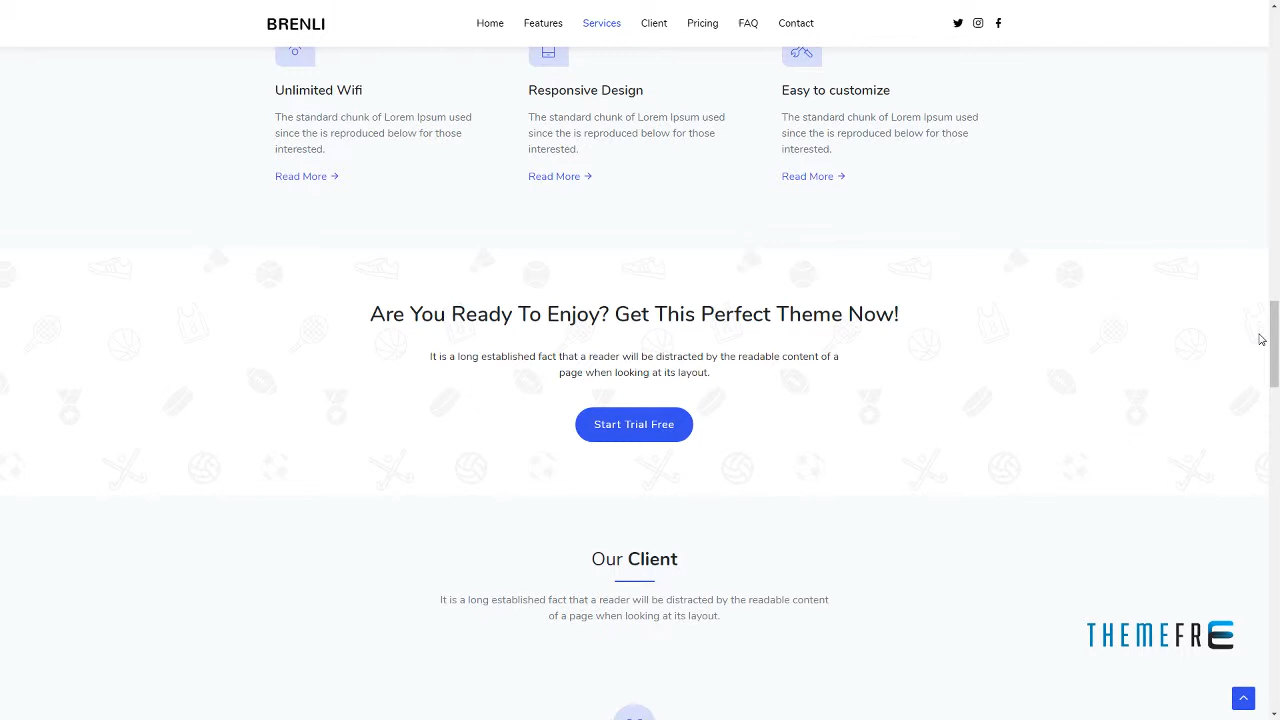 BRENLI Home Features Services Client Pricing FAQ Contact
Unlimited Wifi Responsive Design Easy to customize
The standard chunk of Lorem Ipsum used The standard chunk of Lorem Ipsum used The standard chunk of Lorem Ipsum used
since the is reproduced below for those since the is reproduced below for those since the is reproduced below for those
interested. interested. interested.
Read More → Read More → Read More →
Are You Ready To Enjoy? Get This Perfect Theme Now!
It is a long established fact that a reader will be distracted by the readable content of a
page when looking at its layout.
Start Trial Free
Our Client
It is a long established fact that a reader will be distracted by the readable content
of a page when looking at its layout.
THEMEFRE